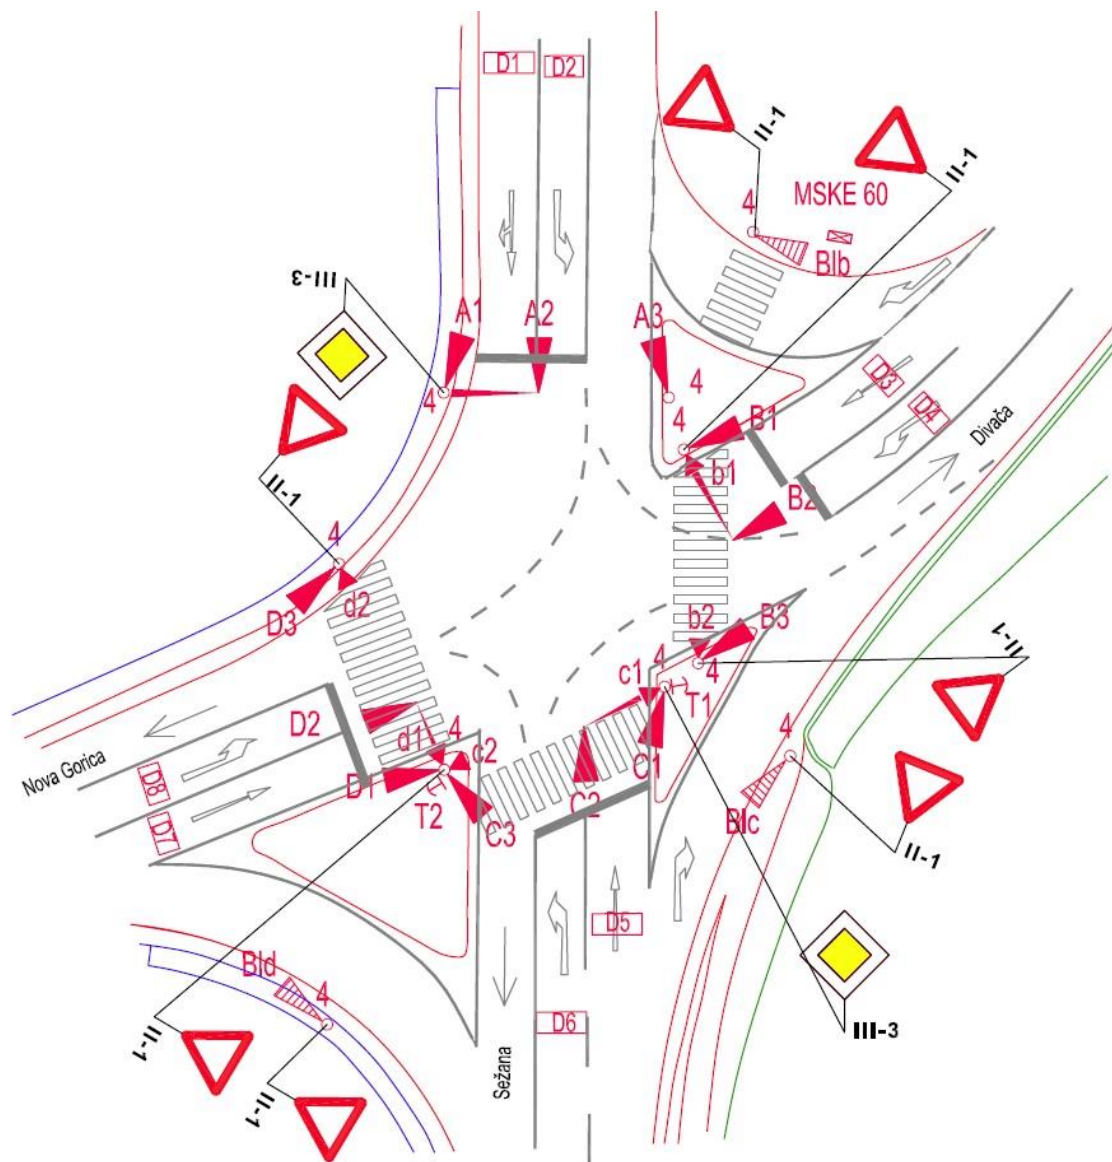 D1
D2
II-1
II-1
MSKE 60
4
Blb
III-3
A1
A2
A3
4
4
4
D3
D4
Divača
B1
b1
B2
II-1
4
d2
D3
b2
B3
4
4
II-1
c1
T1
D2
d1
4
c2
4
Nova Gorica
D8
D7
D1
T2
C3
C1
C2
Blc
II-1
D5
Bld
4
D6
III-3
II-1
II-1
Sežana